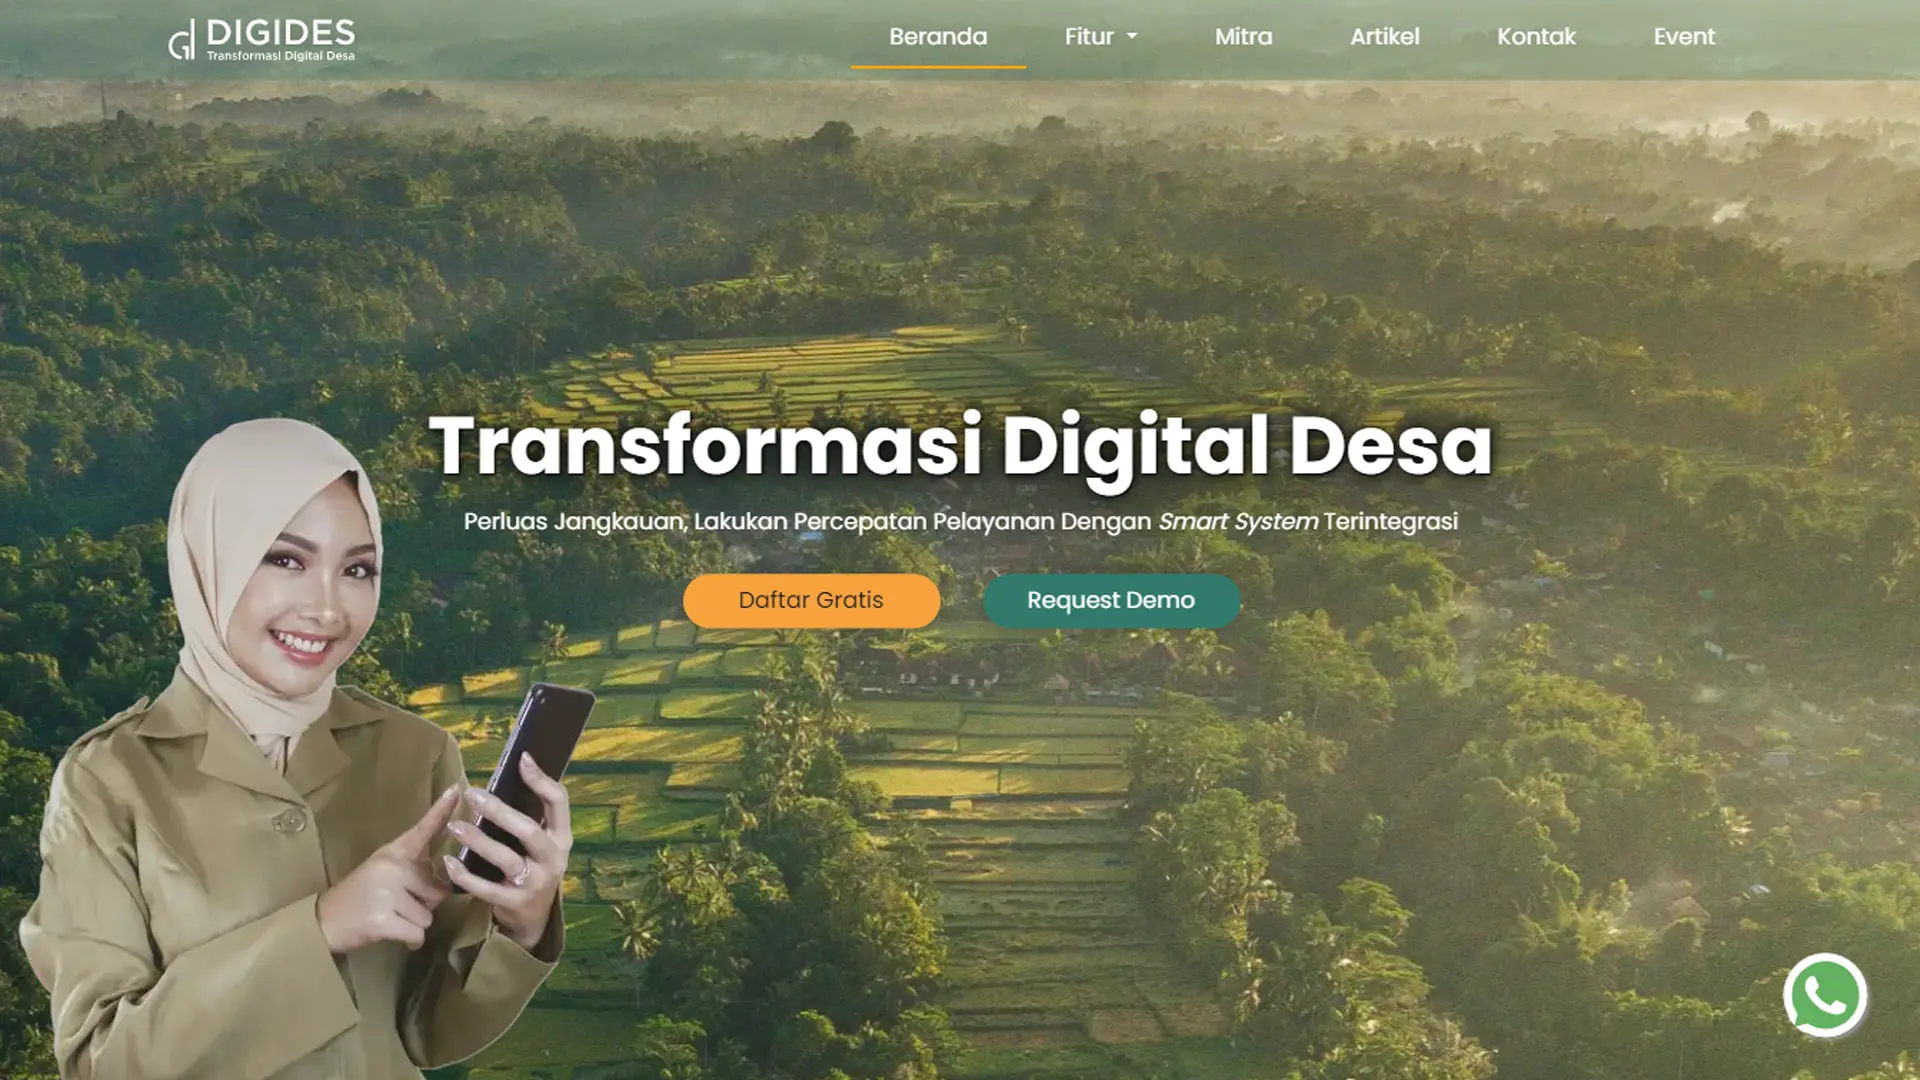 DIGIDES
Transformasi Digital Desa
Beranda
Fitur
Mitra
Artikel
Kontak
Event
Transformasi Digital Desa
Perluas Jangkauan, Lakukan Percepatan Pelayanan Dengan Smart System Terintegrasi
Daftar Gratis
Request Demo